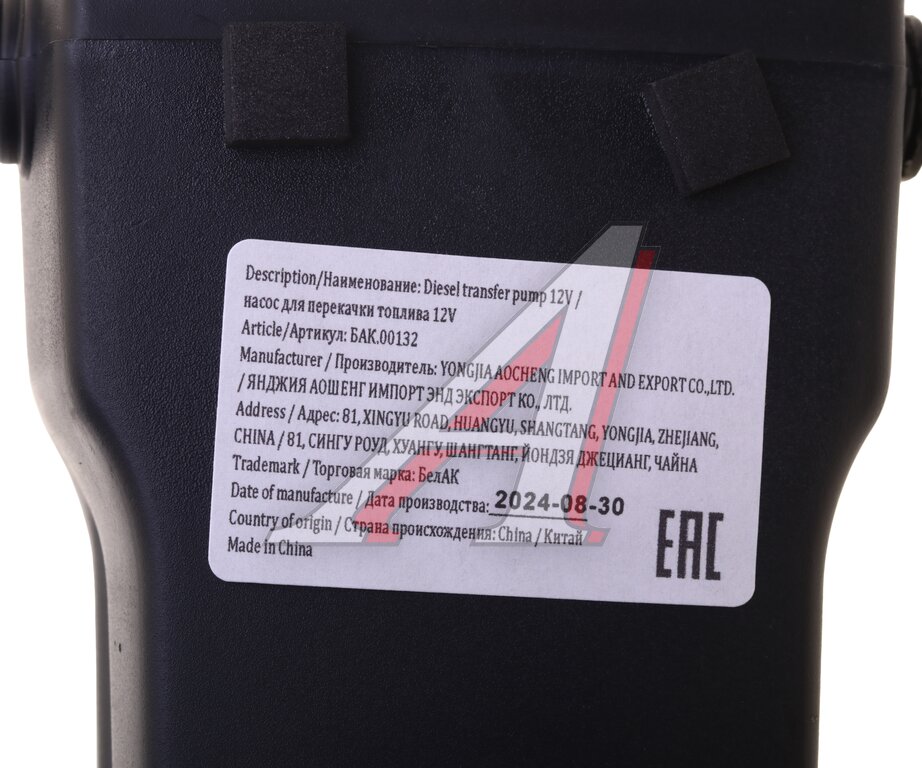 Description/Наименование: Diesel transfer pump 12V /
насос для перекачки топлива 12V
Article/Артикул: БАК.00132
Manufacturer / Производитель: YONGJIA AOCHENG IMPORT AND EXPORT CO.,LTD.
/ ЯНДЖИЯ АОШЕНГ ИМПОРТ ЭНД ЭКСПОРТ КО., ЛТД.
Address / Адрес: 81, XINGYU ROAD, HUANGYU, SHANGTANG, YONGJIA, ZHEJIANG,
CHINA / 81, СИНГУ РОУД, ХУАНГУ, ШАНГТАНГ, ЙОНДЗЯ ДЖЕЦИАНГ, ЧАЙНА
Trademark / Торговая марка: БелАК
Date of manufacture / Дата производства: 2024-08-30
Country of origin / Страна происхождения: China / Китай
Made in China
EAC